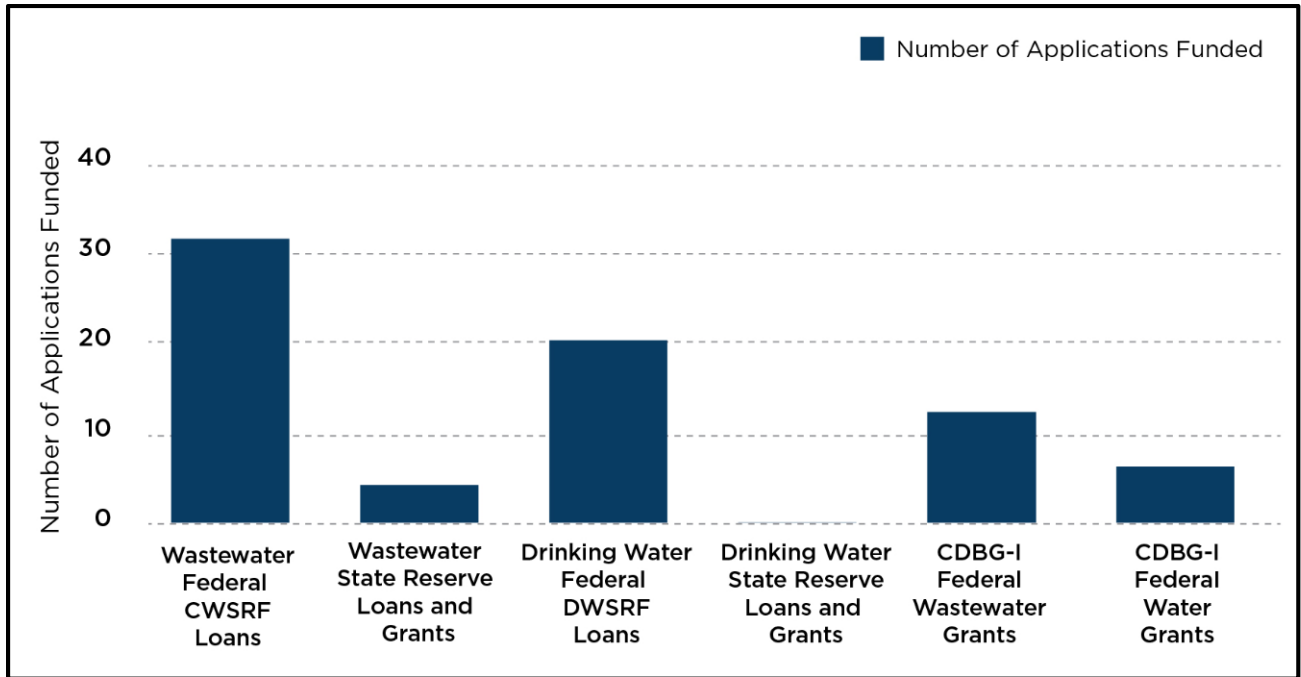 Number of Applications Funded
Number of Applications Funded
40
30
20
10
0
Wastewater
Federal
CWSRF
Loans
Wastewater
State Reserve
Loans and
Grants
Drinking Water
Federal
DWSRF
Loans
Drinking Water
State Reserve
Loans and
Grants
CDBG-I
Federal
Wastewater
Grants
CDBG-I
Federal
Water
Grants